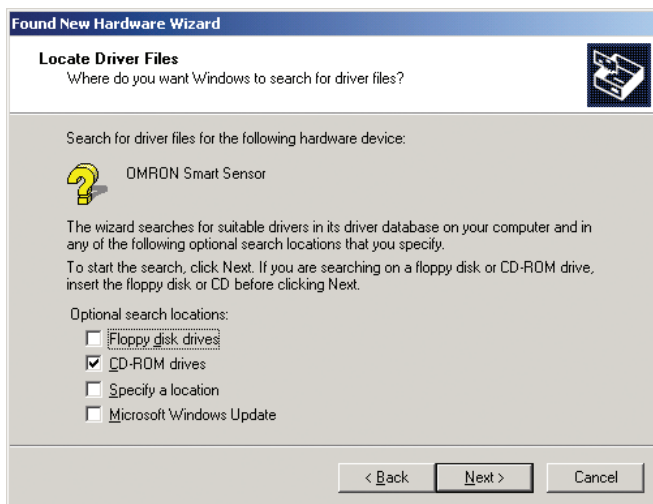 Found New Hardware Wizard
Locate Driver Files
Where do you want Windows to search for driver files?
Search for driver files for the following hardware device:
OMRON Smart Sensor
The wizard searches for suitable drivers in its driver database on your computer and in
any of the following optional search locations that you specify.
To start the search, click Next. If you are searching on a floppy disk or CD-ROM drive,
insert the floppy disk or CD before clicking Next.
Optional search locations:
Floppy disk drives
CD-ROM drives
Specify a location
Microsoft Windows Update
< Back Next > Cancel